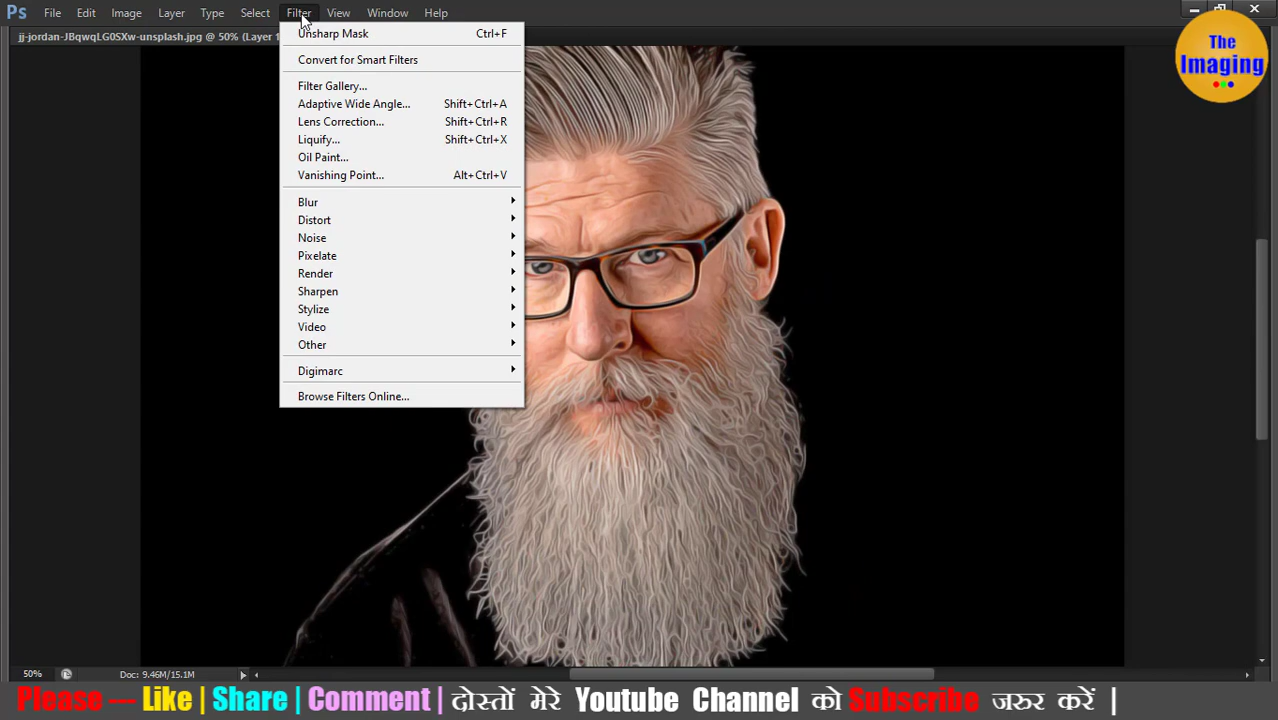 Ps File Edit Image Layer Type Select Filter View Window Help
jj-jordan-JBqwqLG0SXw-unsplash.jpg @ 50% (Layer 1
The
Imaging
Unsharp Mask Ctrl+F
Convert for Smart Filters
Filter Gallery...
Adaptive Wide Angle... Shift+Ctrl+A
Lens Correction... Shift+Ctrl+R
Liquify... Shift+Ctrl+X
Oil Paint...
Vanishing Point... Alt+Ctrl+V
Blur
Distort
Noise
Pixelate
Render
Sharpen
Stylize
Video
Other
Digimarc
Browse Filters Online...
50% Doc: 9.46M/15.1M
Please --- Like | Share | Comment | दोस्तों मेरे Youtube Channel को Subscribe जरुर करें |